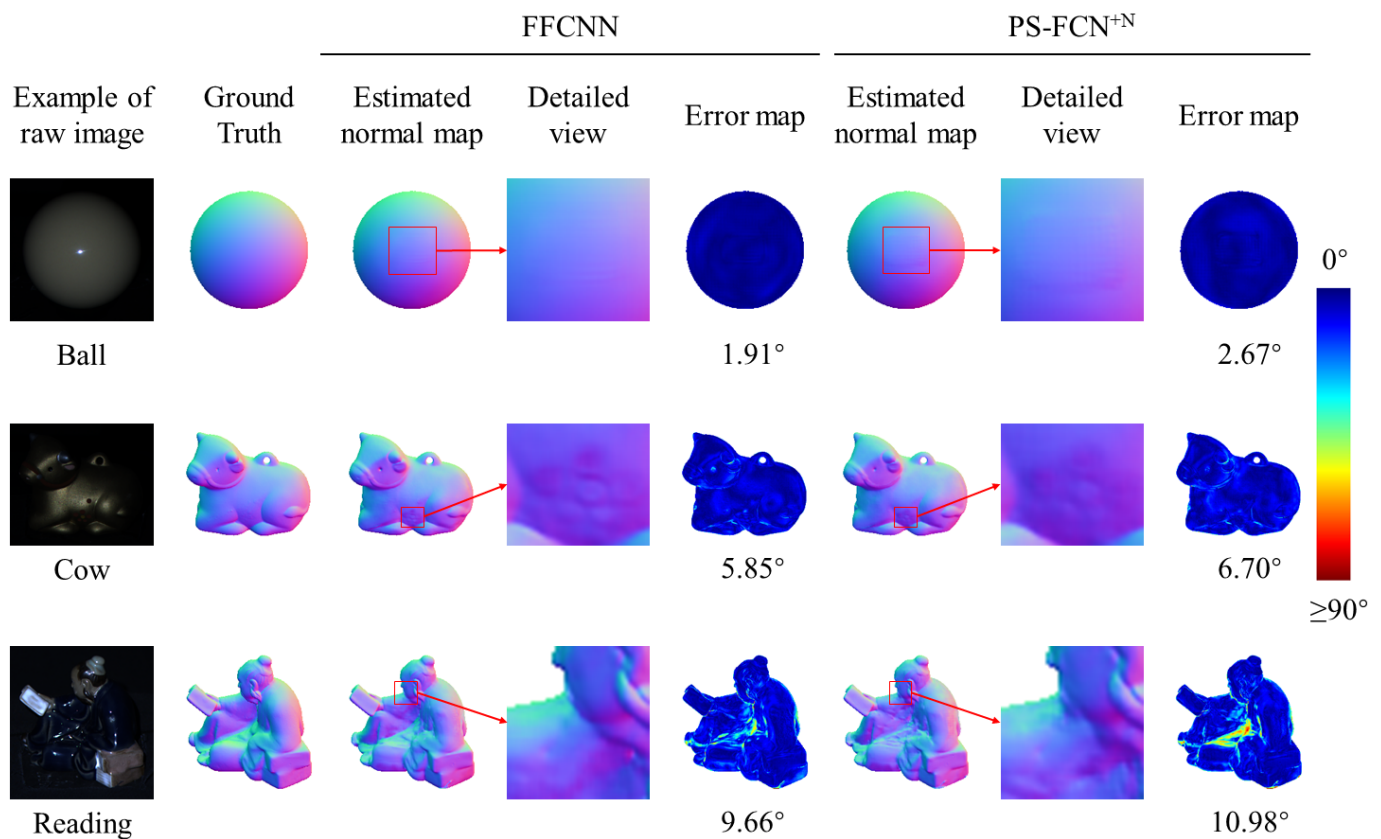 FFCNN
PS-FCN+N
Example of
raw image
Ground
Truth
Estimated
normal map
Detailed
view
Error map
Estimated
normal map
Detailed
view
Error map
Ball
1.91°
2.67°
0°
Cow
5.85°
6.70°
≥90°
Reading
9.66°
10.98°